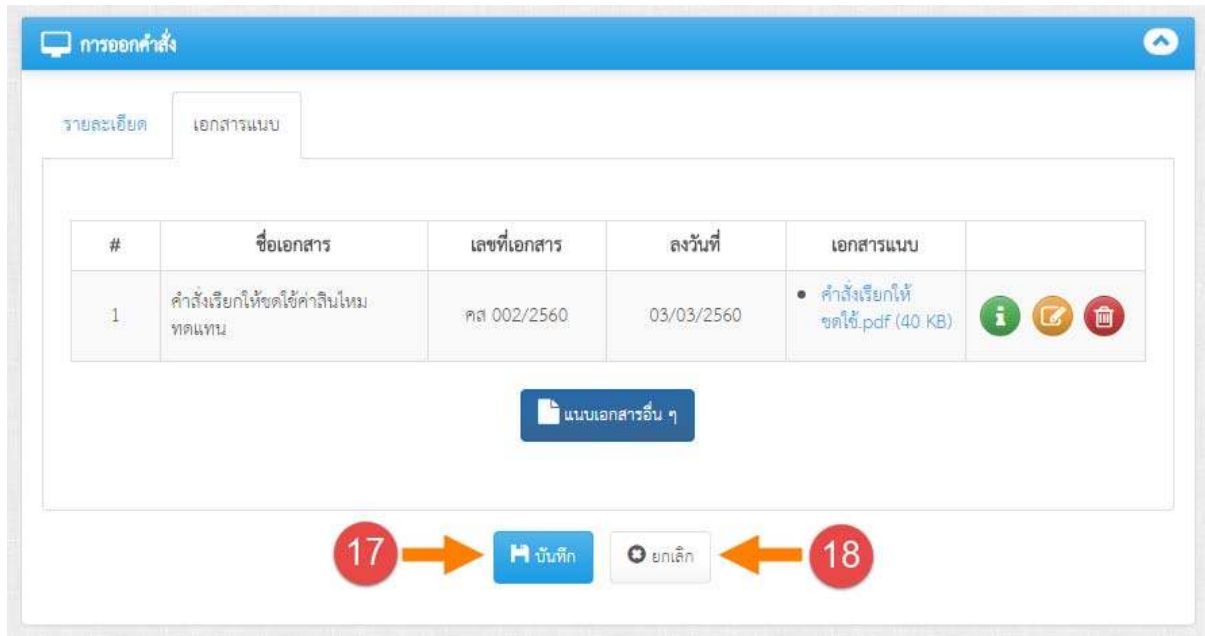 การออกคำสั่ง
รายละเอียด เอกสารแนบ
# ชื่อเอกสาร เลขที่เอกสาร ลงวันที่ เอกสารแนบ
1 คำสั่งเรียกให้ชดใช้ค่าสินไหม
ทดแทน
คส 002/2560 03/03/2560
• คำสั่งเรียกให้
ชดใช้.pdf (40 KB)
แนบเอกสารอื่น ๆ
17 บันทึก ยกเลิก 18